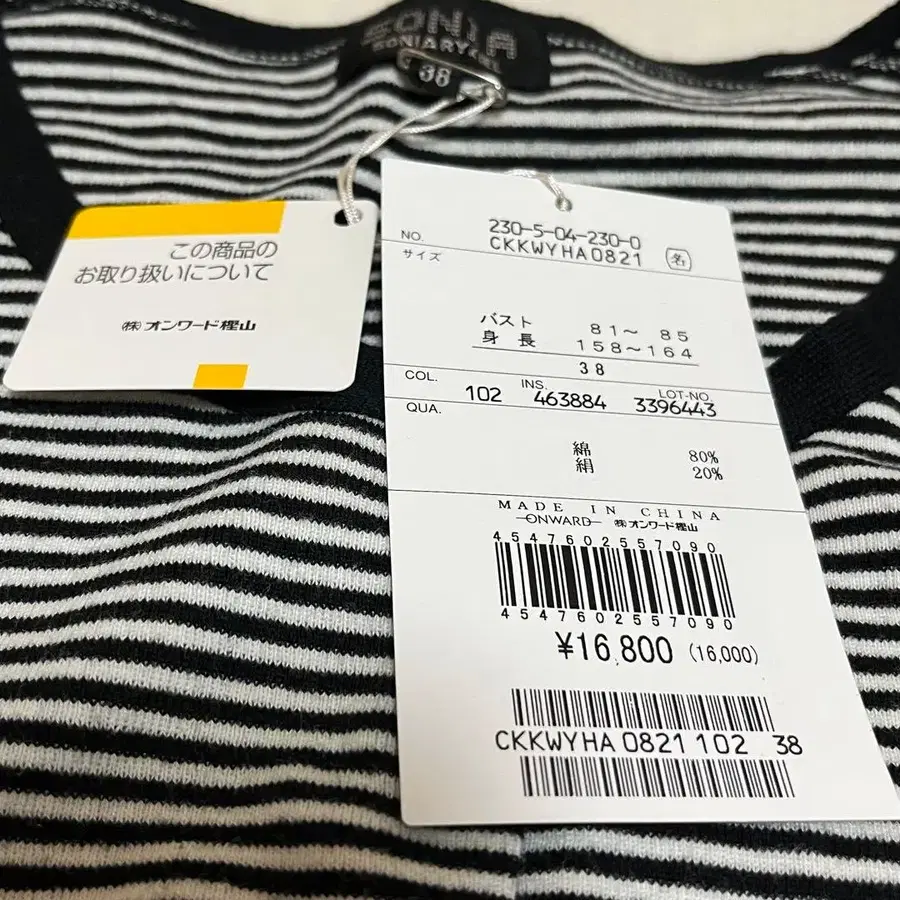 SONIA
SONIA RYKIEL
38
この商品の
お取り扱いについて
㈱オンワード樫山
NO. 230-5-04-230-0
CKKWYHA0821 名
サイズ
バスト 81～ 85
身長 158～164
38
COL. 102 INS. 463884 LOT-NO. 3396443
QUA.
綿 80%
絹 20%
MADE IN CHINA
ONWARD ㈱オンワード樫山
4547602557090
4547602557090
¥16,800 (16,000)
CKKWYHA0821102 38